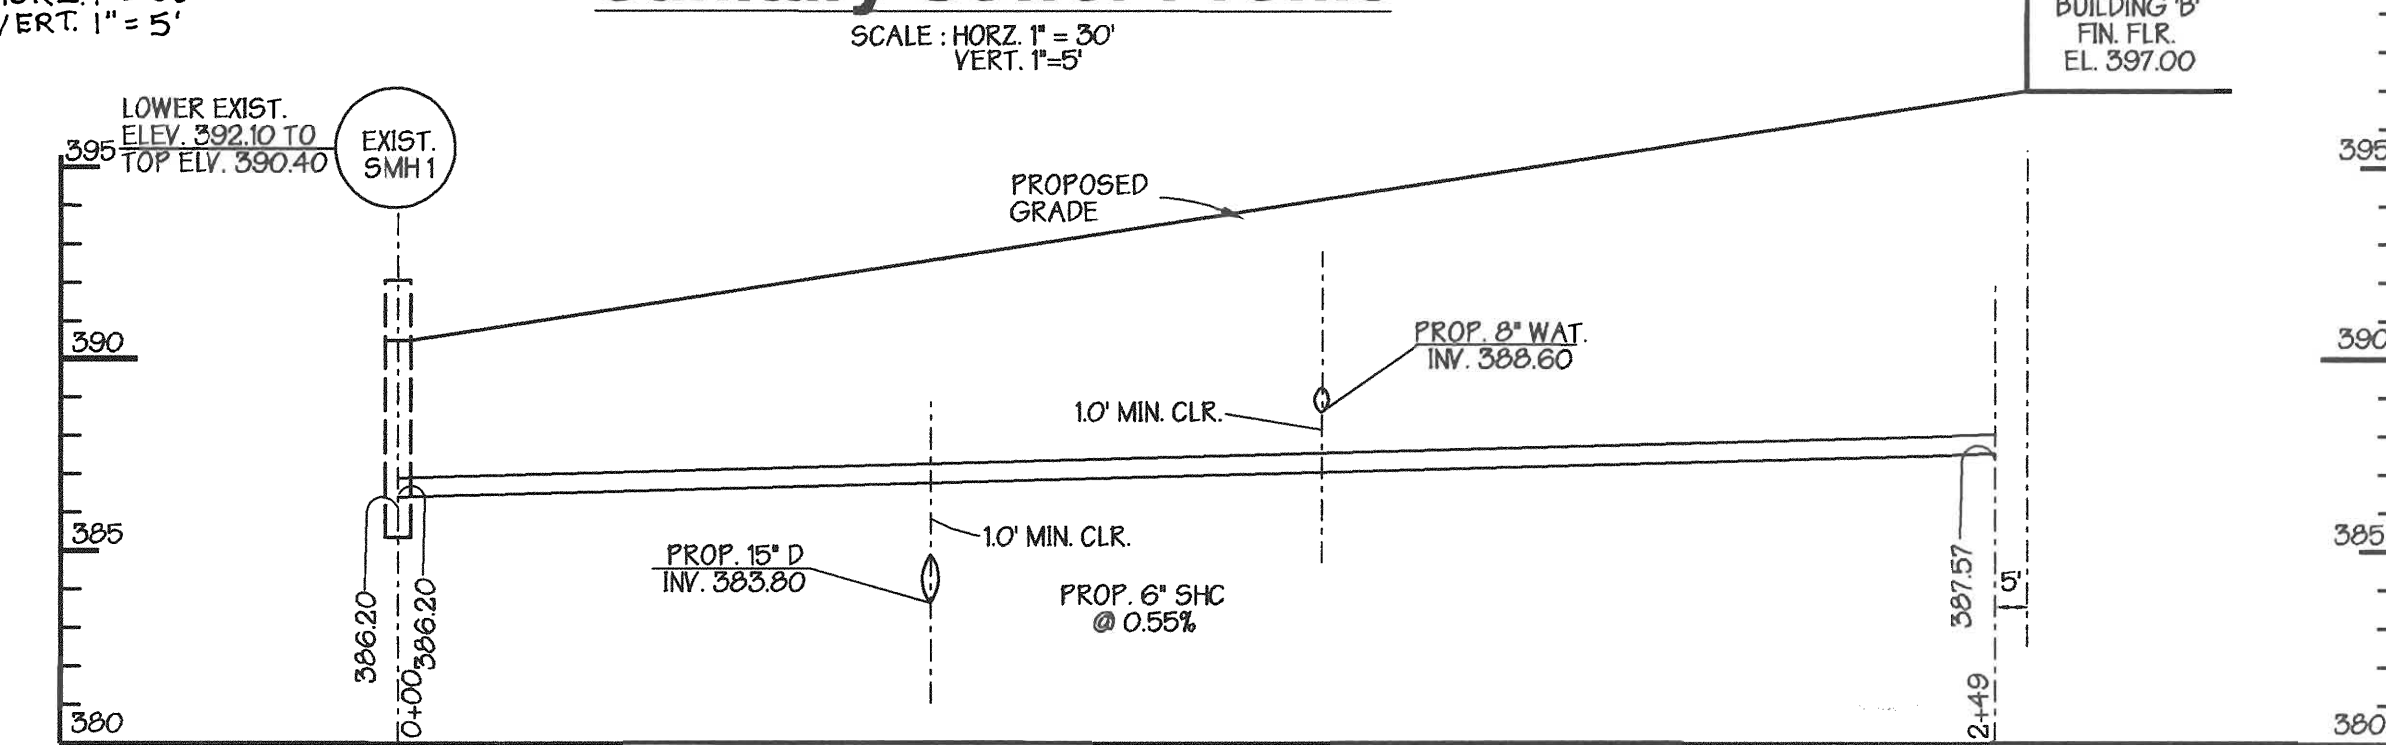 VERT. 1" = 5'
SCALE : HORZ. 1" = 30'
VERT. 1"=5'
BUILDING 'B'
FIN. FLR.
EL. 397.00
LOWER EXIST.
ELEV. 392.10 TO
TOP ELV. 390.40
EXIST.
SMH 1
395
395
PROPOSED
GRADE
390
390
PROP. 8" WAT.
INV. 388.60
1.0' MIN. CLR.
385
385
1.0' MIN. CLR.
PROP. 15" D
INV. 383.80
PROP. 6" SHC
@ 0.55%
386.20
386.20
0+00
387.57
5'
2+49
380
380